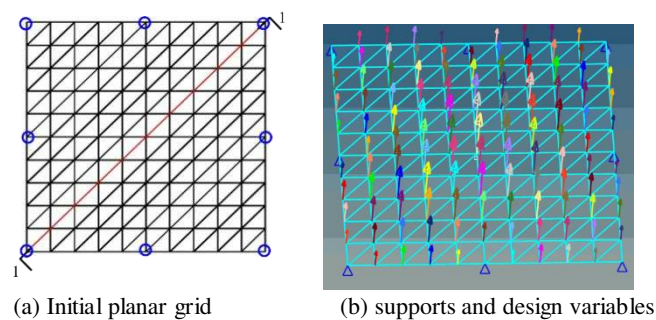 1
1
(a) Initial planar grid
(b) supports and design variables